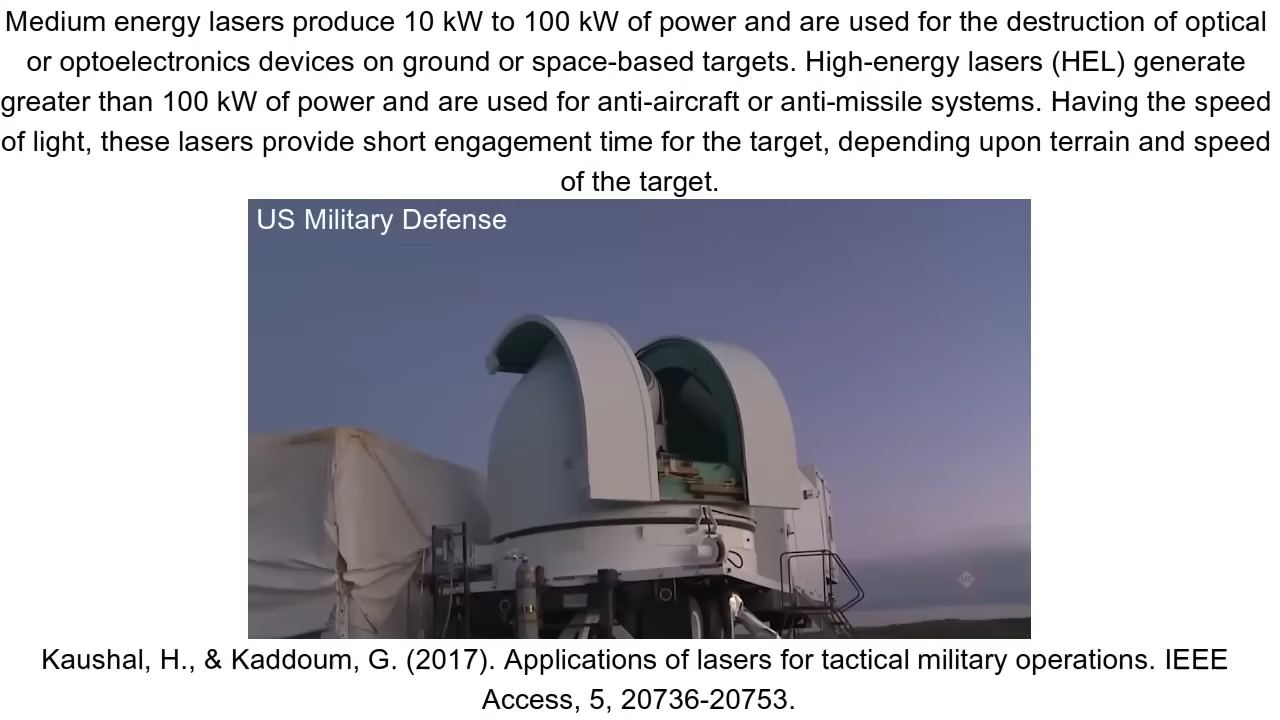 Medium energy lasers produce 10 kW to 100 kW of power and are used for the destruction of optical
or optoelectronics devices on ground or space-based targets. High-energy lasers (HEL) generate
greater than 100 kW of power and are used for anti-aircraft or anti-missile systems. Having the speed
of light, these lasers provide short engagement time for the target, depending upon terrain and speed
of the target.
US Military Defense
Kaushal, H., & Kaddoum, G. (2017). Applications of lasers for tactical military operations. IEEE
Access, 5, 20736-20753.